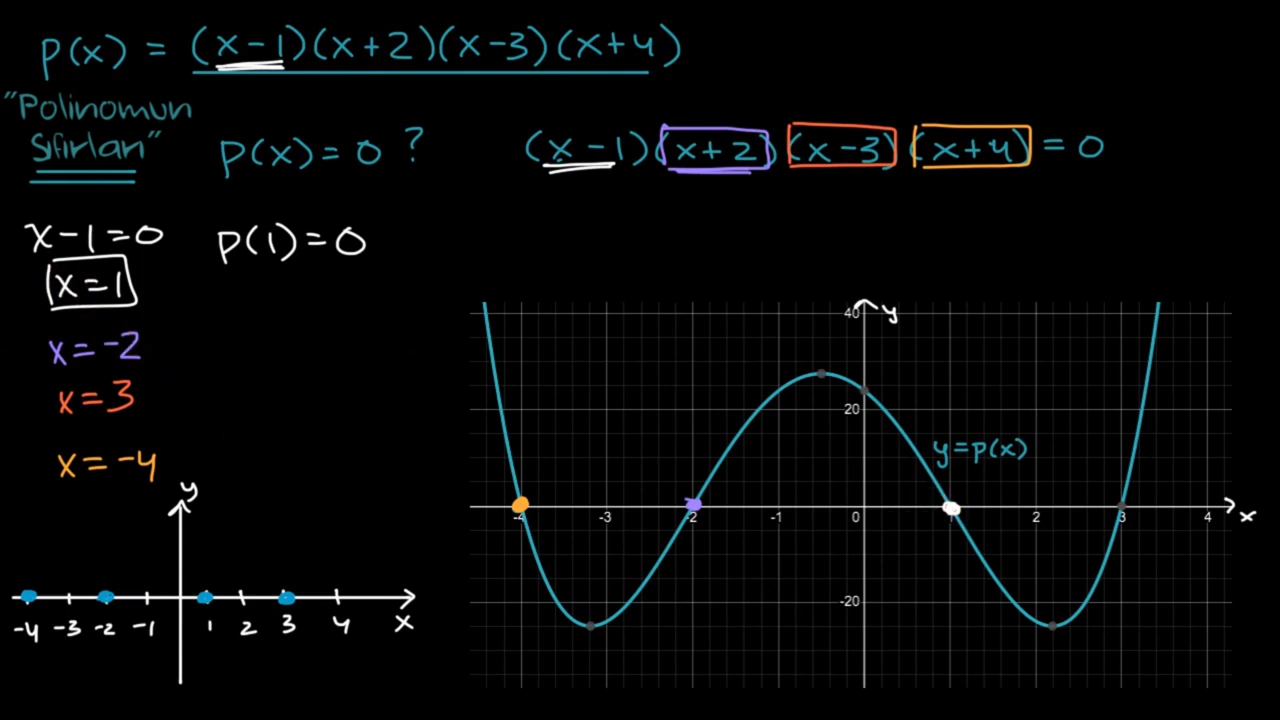 p(x) = (x-1)(x+2)(x-3)(x+4)
"Polinomun
Sıfırları"
p(x)=0 ?
(x-1)(x+2)(x-3)(x+4)=0
x-1=0
p(1)=0
x=1
x=-2
x=3
x=-4
y
-4 -3 -2 -1 1 2 3 4 x
40 y
20
y=p(x)
-4 -3 -2 -1 0 1 2 3 4 x
-20